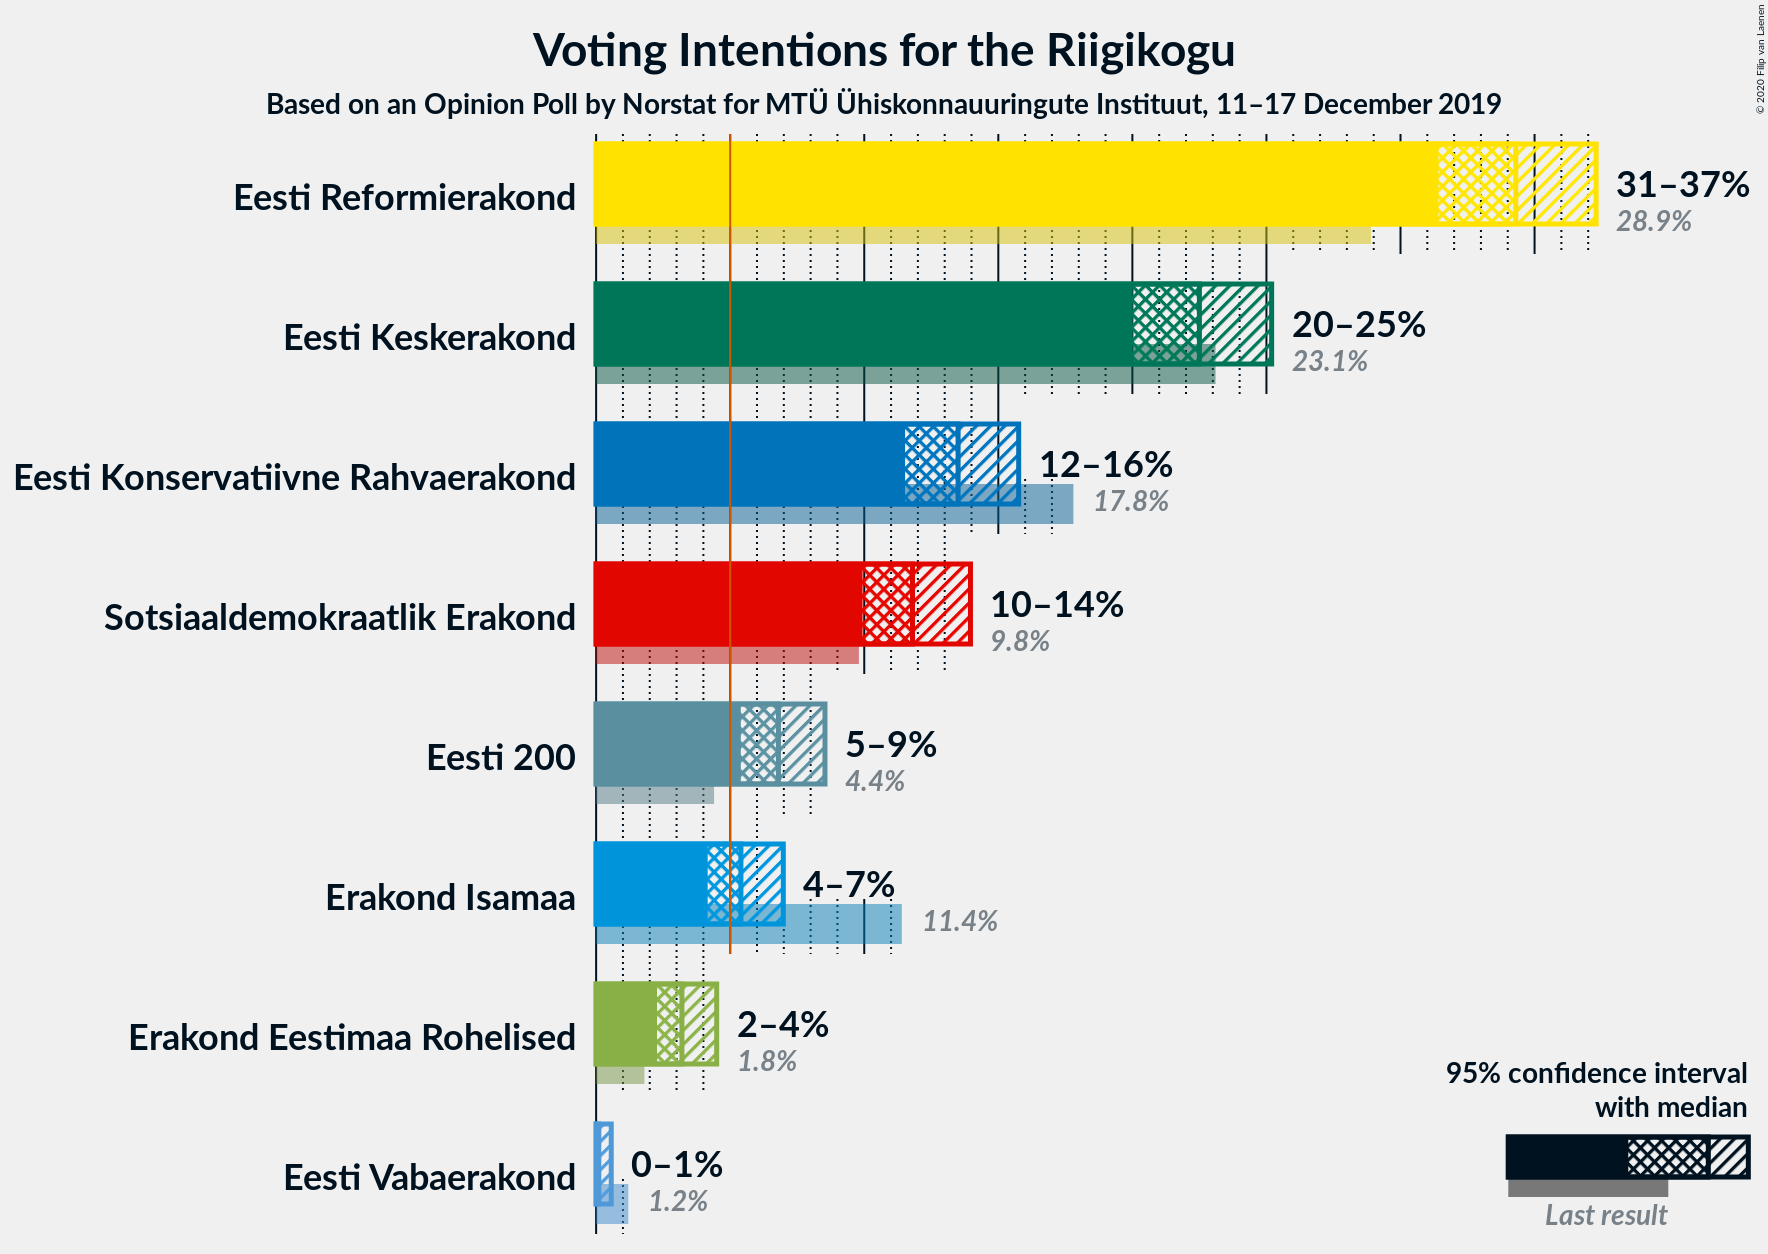 Voting Intentions for the Riigikogu
Based on an Opinion Poll by Norstat for MTÜ Ühiskonnauuringute Instituut, 11–17 December 2019
© 2020 Filip van Laenen
Eesti Reformierakond
31–37%
28.9%
Eesti Keskerakond
20–25%
23.1%
Eesti Konservatiivne Rahvaerakond
12–16%
17.8%
Sotsiaaldemokraatlik Erakond
10–14%
9.8%
Eesti 200
5–9%
4.4%
Erakond Isamaa
4–7%
11.4%
Erakond Eestimaa Rohelised
2–4%
1.8%
Eesti Vabaerakond
0–1%
1.2%
95% confidence interval
with median
Last result